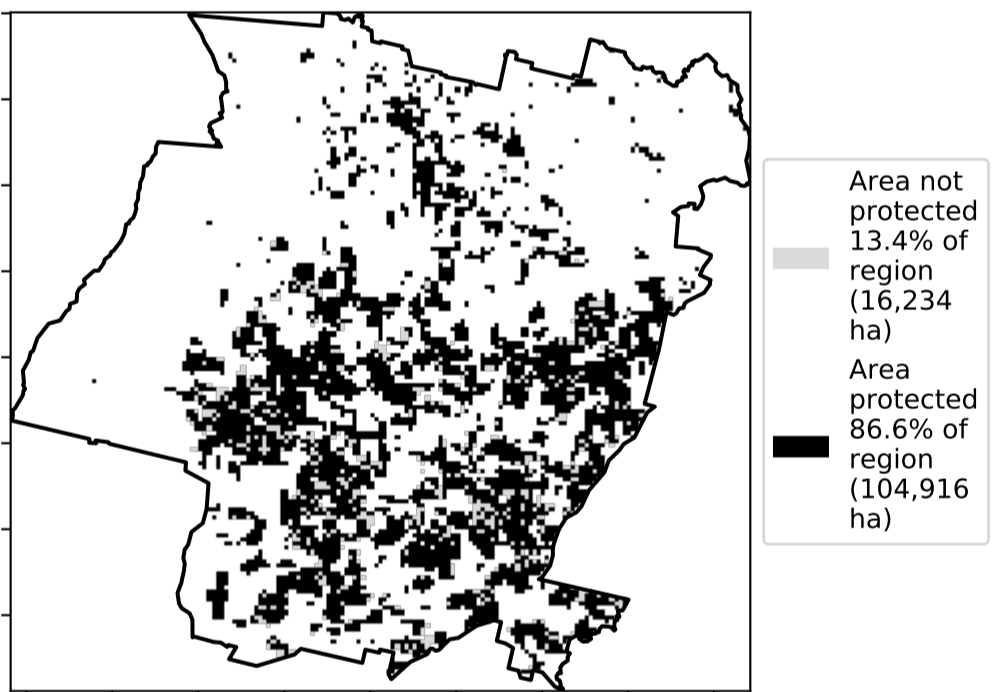 Area not
protected
13.4% of
region
(16,234
ha)
Area
protected
86.6% of
region
(104,916
ha)